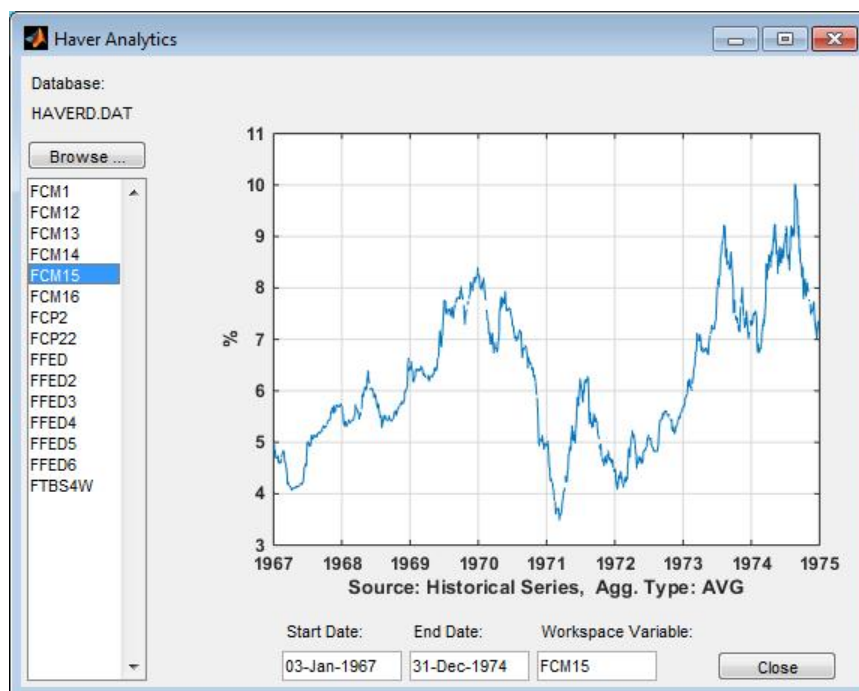 Haver Analytics
Database:
HAVERD.DAT
Browse ...
FCM1
FCM12
FCM13
FCM14
FCM15
FCM16
FCP2
FCP22
FFED
FFED2
FFED3
FFED4
FFED5
FFED6
FTBS4W
11
10
9
8
7
6
5
4
3
%
1967 1968 1969 1970 1971 1972 1973 1974 1975
Source: Historical Series, Agg. Type: AVG
Start Date: End Date: Workspace Variable:
03-Jan-1967 31-Dec-1974 FCM15 Close